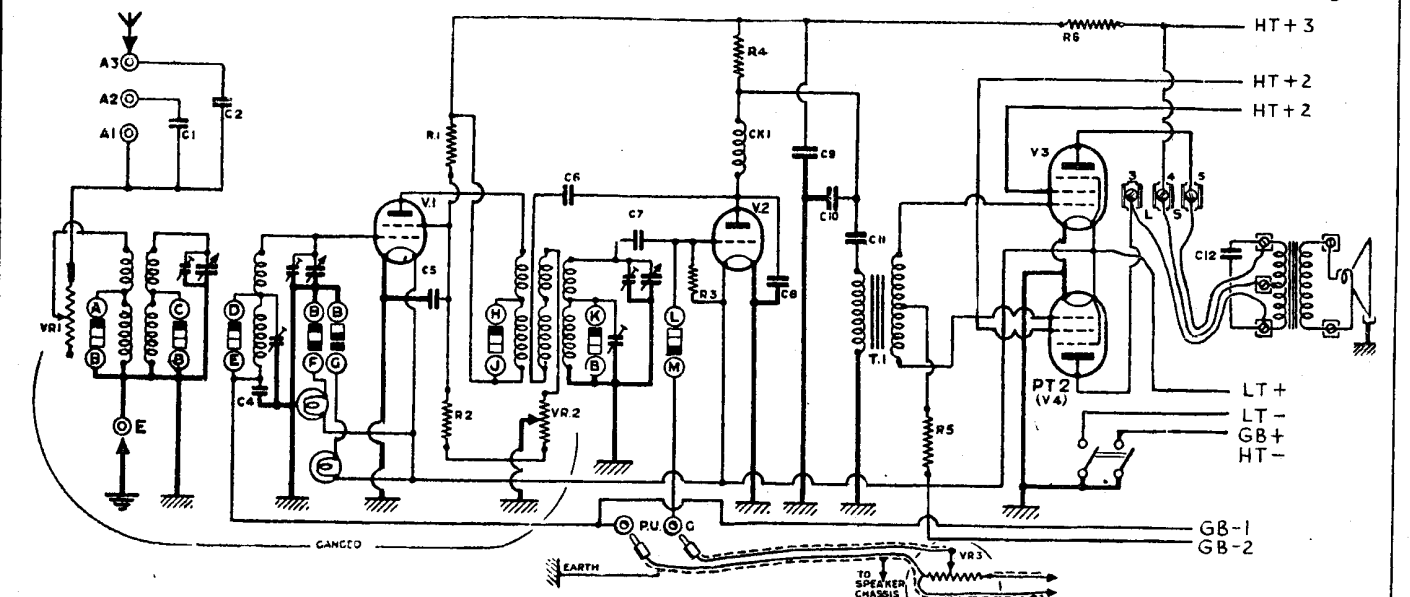 HT+3
R6
A3
R4
HT+2
A2
C2
HT+2
A1
C1
R.1
CK1
C9
V3
C6
3 4 5
V.1
C7
V.2
C10
L S
C11
C12
C5
R3
C8
A
C
D
B B
H
K
L
VR1
B
B
E
F G
J
B
M
T.1
PT2
(V4)
C4
LT+
R2
VR.2
LT-
E
R5
GB+
HT-
P.U. G
GB-1
GANGED
GB-2
EARTH
VR3
TO
SPEAKER
CHASSIS